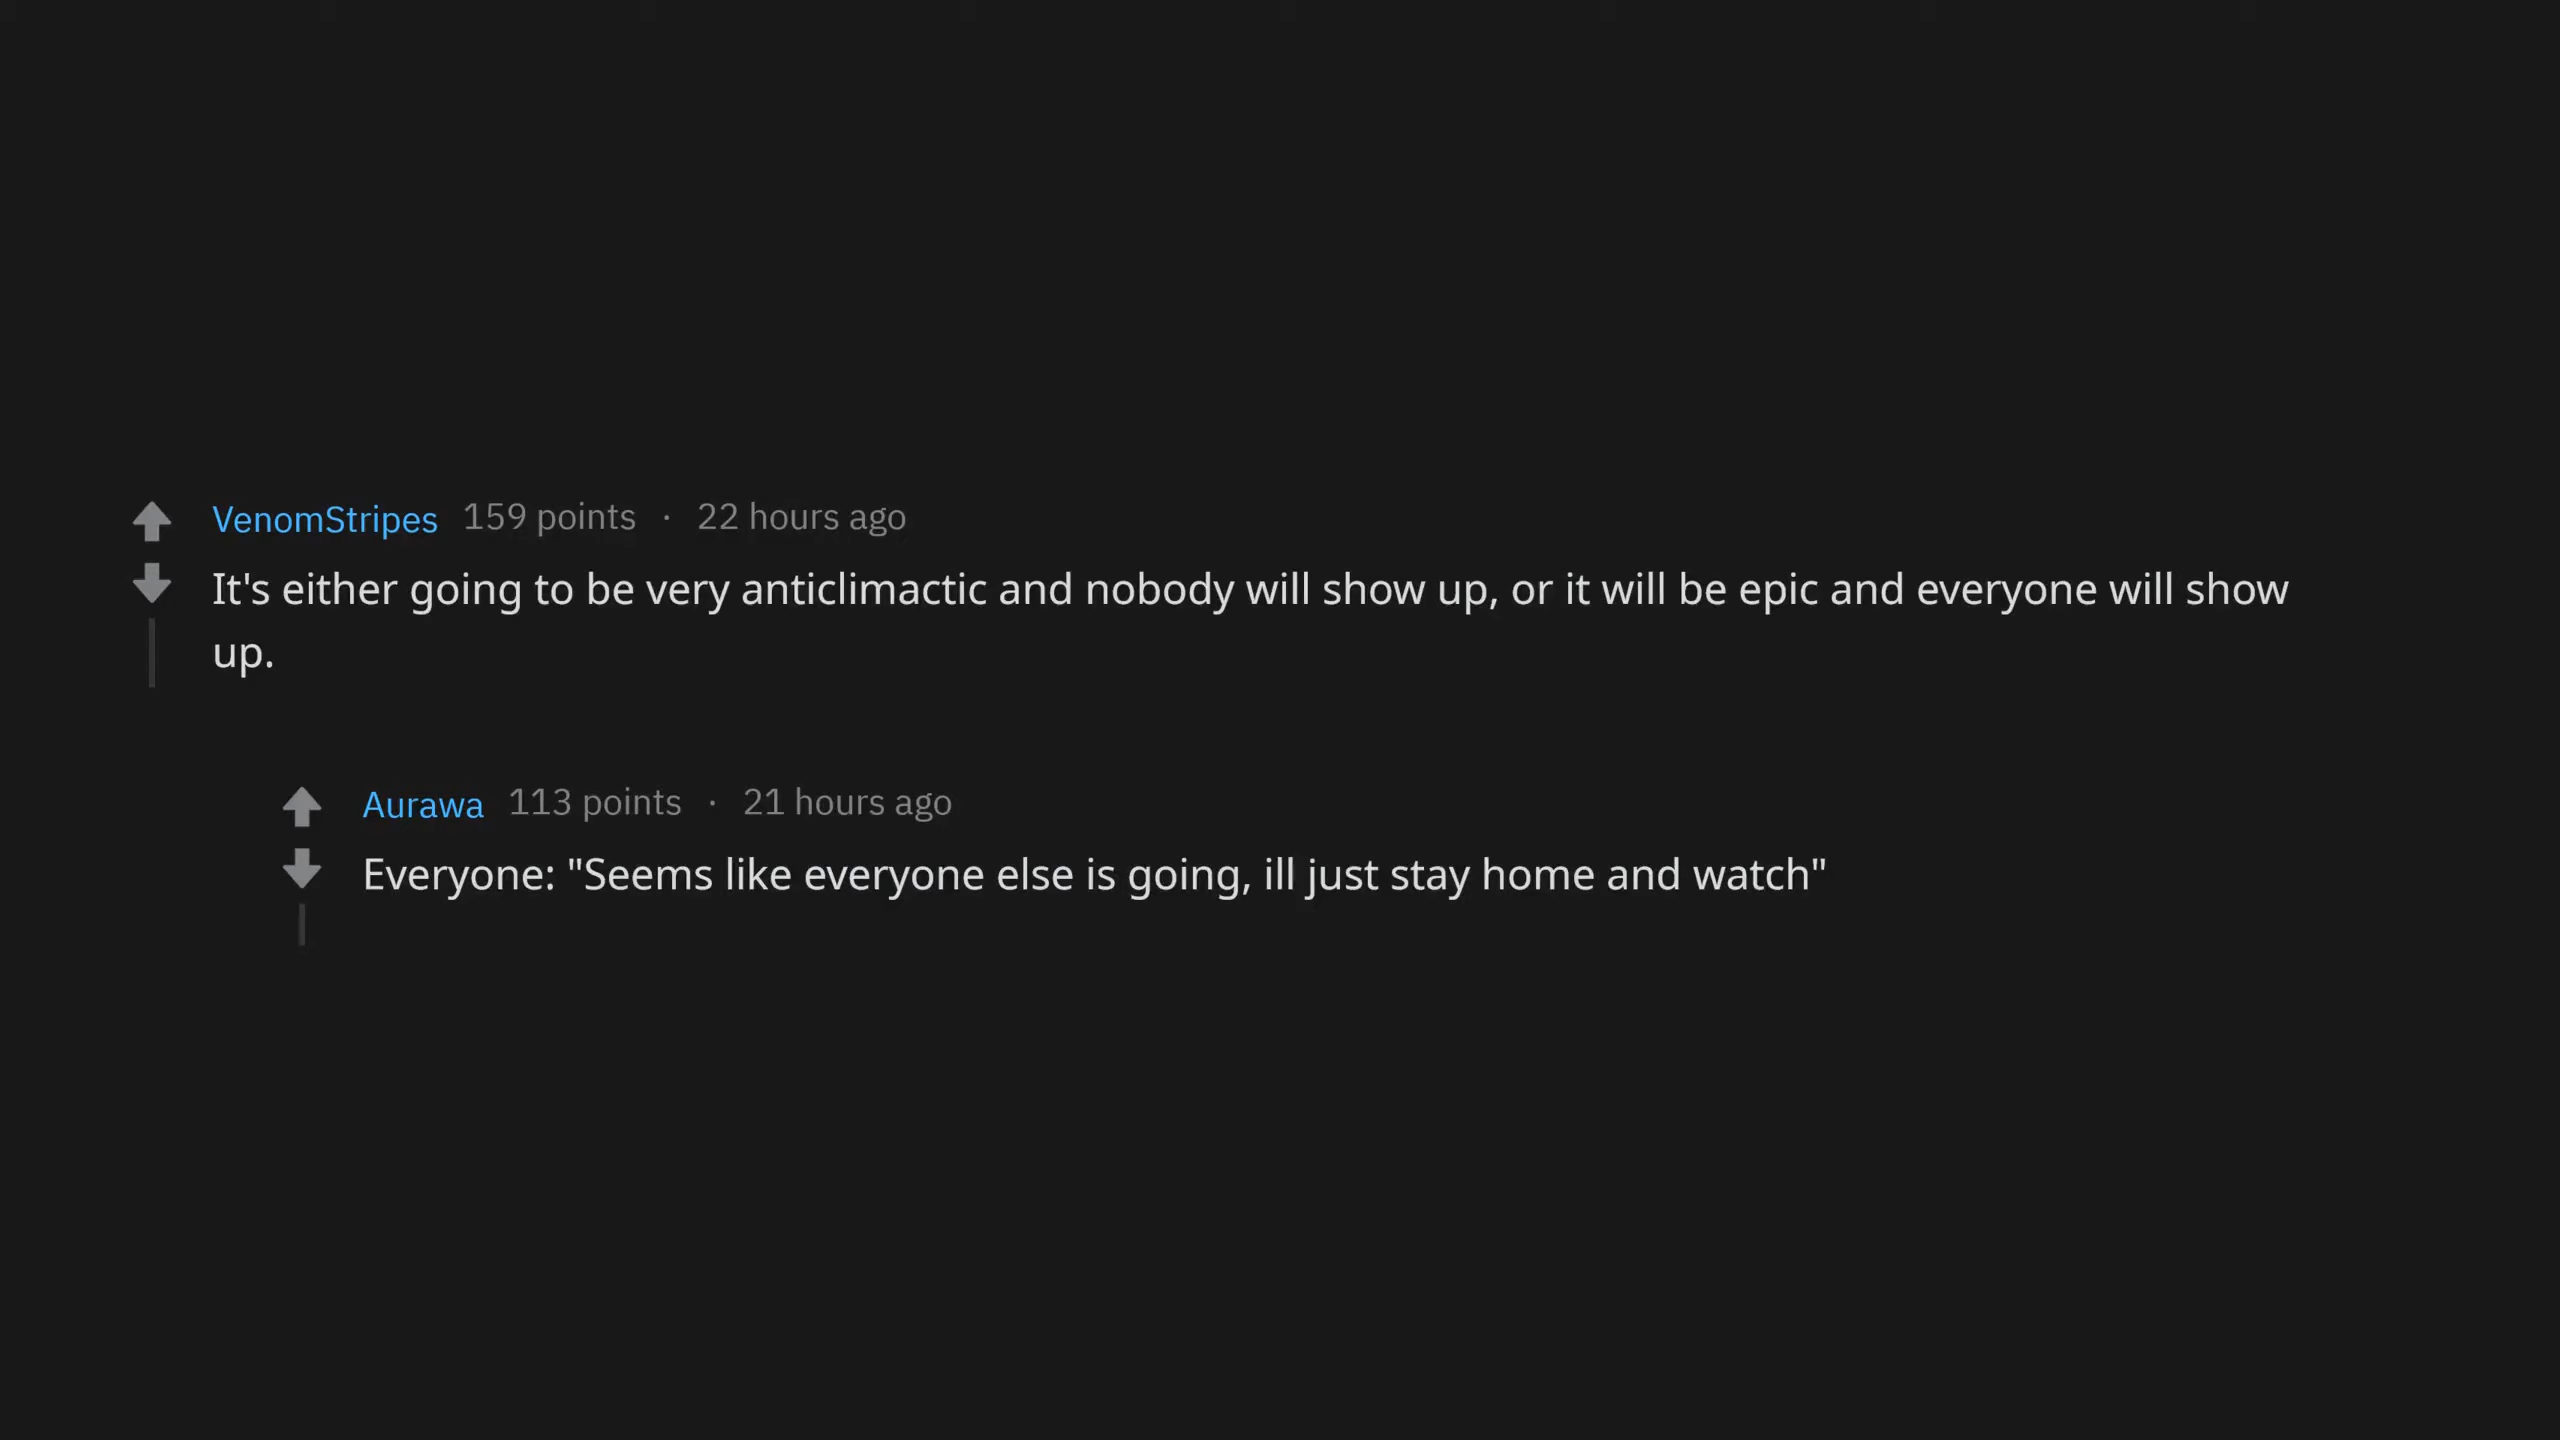 VenomStripes 159 points · 22 hours ago
It's either going to be very anticlimactic and nobody will show up, or it will be epic and everyone will show
up.
Aurawa 113 points · 21 hours ago
Everyone: "Seems like everyone else is going, ill just stay home and watch"